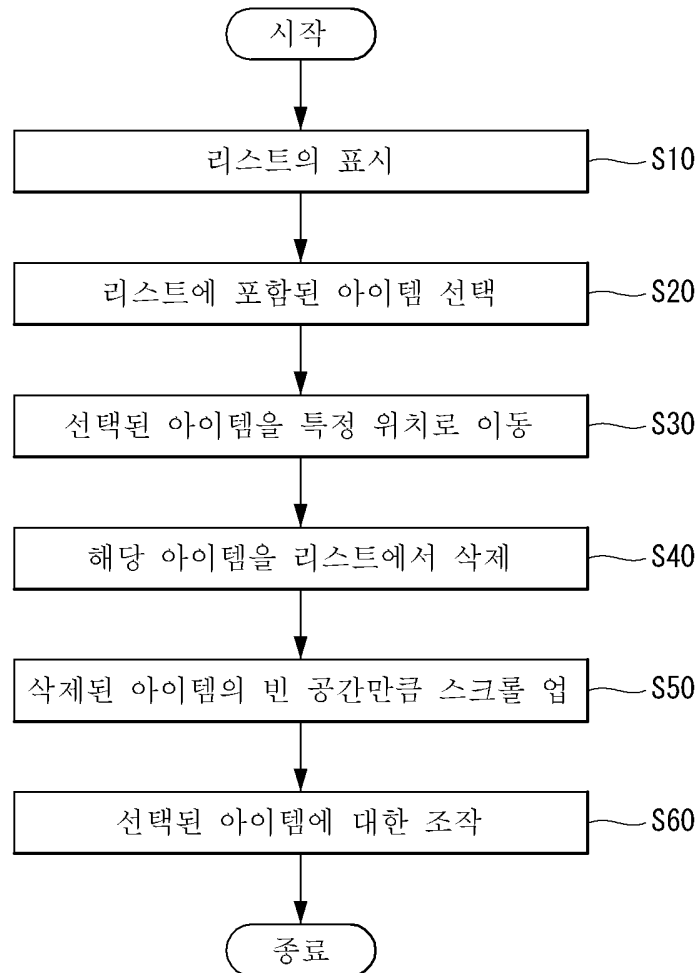 시작
리스트의 표시
S10
리스트에 포함된 아이템 선택
S20
선택된 아이템을 특정 위치로 이동
S30
해당 아이템을 리스트에서 삭제
S40
삭제된 아이템의 빈 공간만큼 스크롤 업
S50
선택된 아이템에 대한 조작
S60
종료